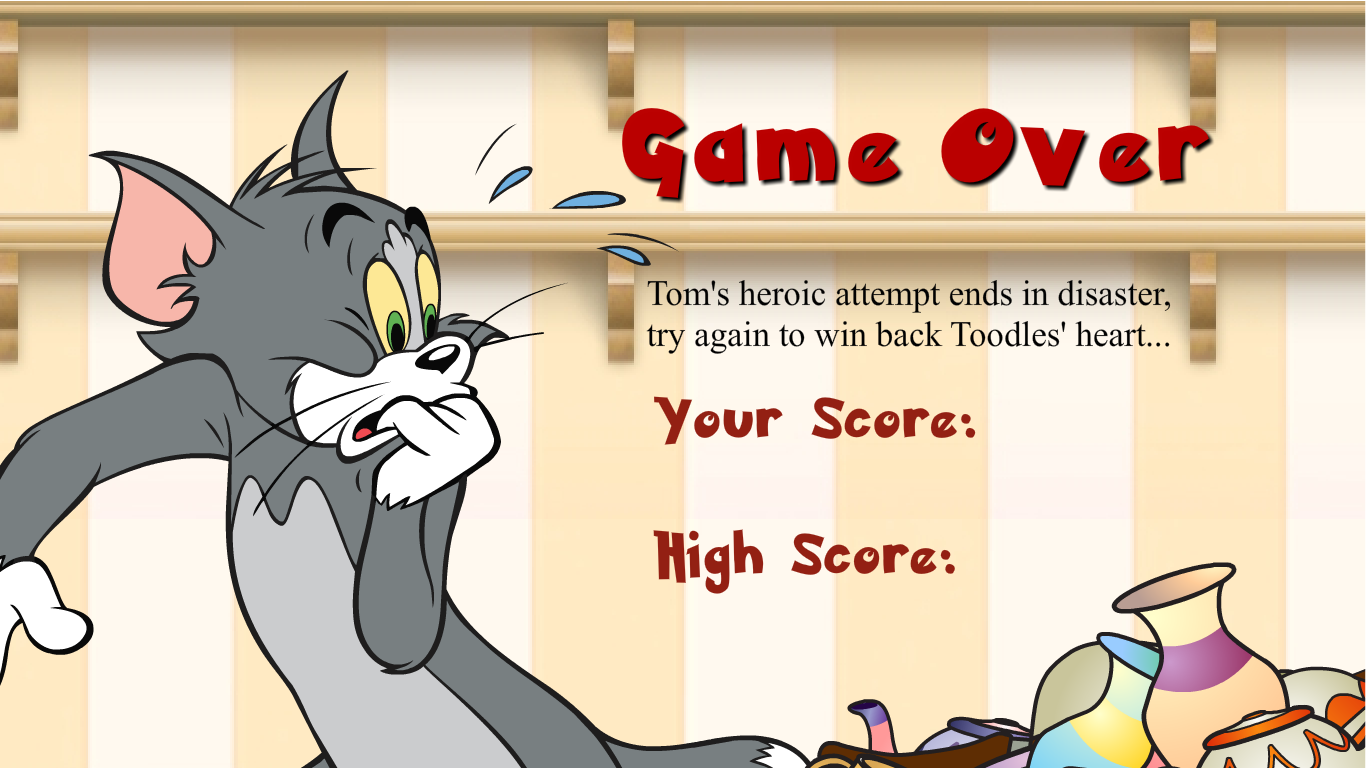 Game Over
Tom's heroic attempt ends in disaster,
try again to win back Toodles' heart...
Your Score:
High Score: